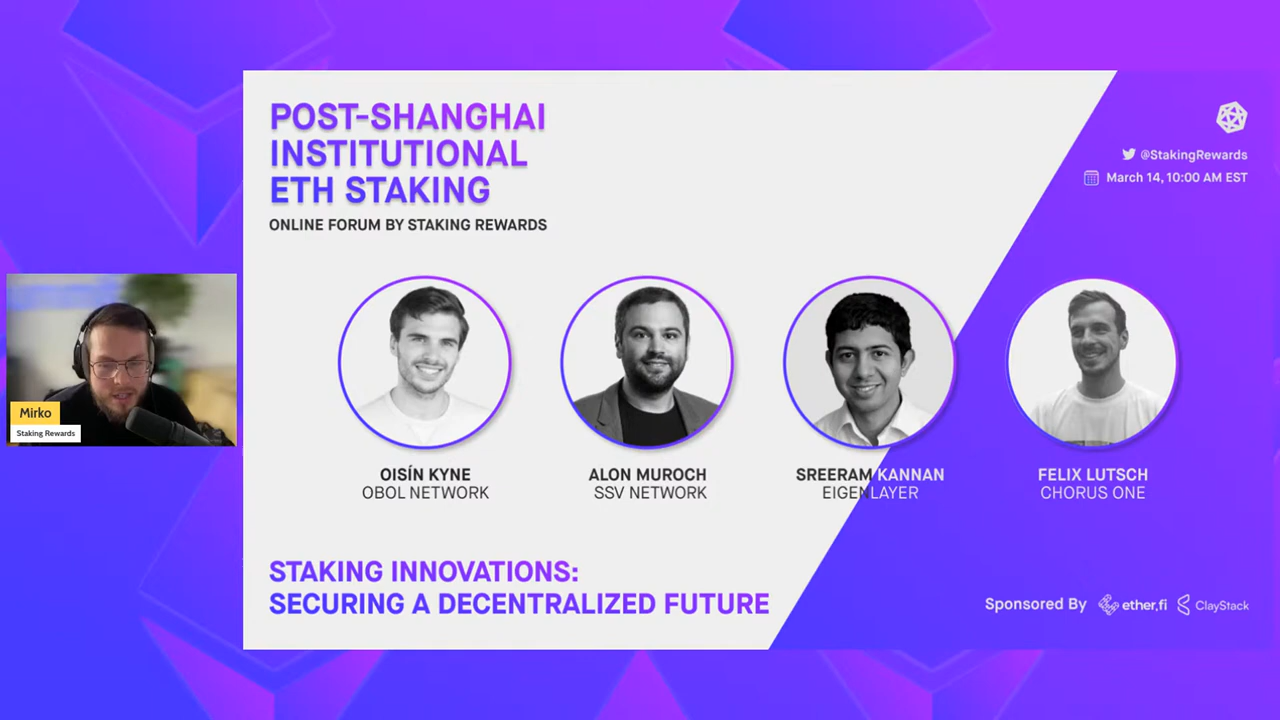 POST-SHANGHAI
INSTITUTIONAL
ETH STAKING
ONLINE FORUM BY STAKING REWARDS
@StakingRewards
March 14, 10:00 AM EST
Mirko
Staking Rewards
OISÍN KYNE
OBOL NETWORK
ALON MUROCH
SSV NETWORK
SREERAM KANNAN
EIGENLAYER
FELIX LUTSCH
CHORUS ONE
STAKING INNOVATIONS:
SECURING A DECENTRALIZED FUTURE
Sponsored By ether.fi ClayStack